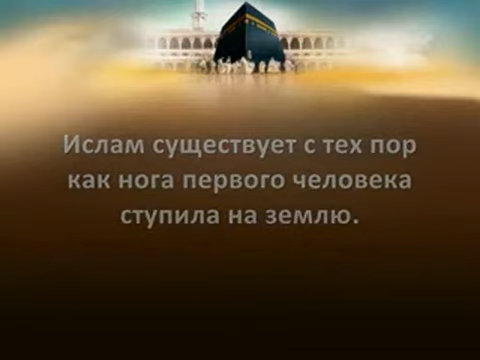 Ислам существует с тех пор
как нога первого человека
ступила на землю.